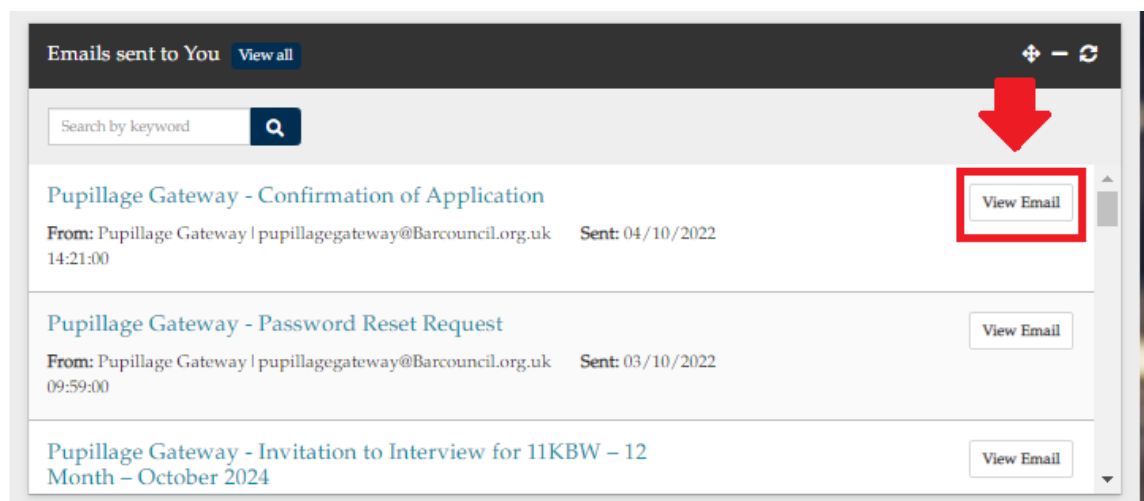 Emails sent to You View all
Search by keyword
Pupillage Gateway - Confirmation of Application
View Email
From: Pupillage Gateway | pupillagegateway@Barcouncil.org.uk Sent: 04/10/2022
14:21:00
Pupillage Gateway - Password Reset Request
View Email
From: Pupillage Gateway | pupillagegateway@Barcouncil.org.uk Sent: 03/10/2022
09:59:00
Pupillage Gateway - Invitation to Interview for 11KBW – 12
Month – October 2024
View Email